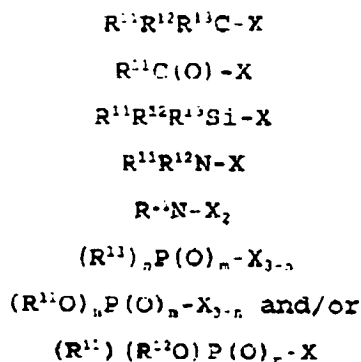 R¹¹R¹²R¹³C-X
R¹¹C(O)-X
R¹¹R¹²R¹³Si-X
R¹¹R¹²N-X
R¹¹N-X₂
(R¹¹)ₙP(O)ₘ-X₃₋ₙ
(R¹¹O)ₙP(O)ₘ-X₃₋ₙ and/or
(R¹¹)(R¹²O)P(O)ₘ-X